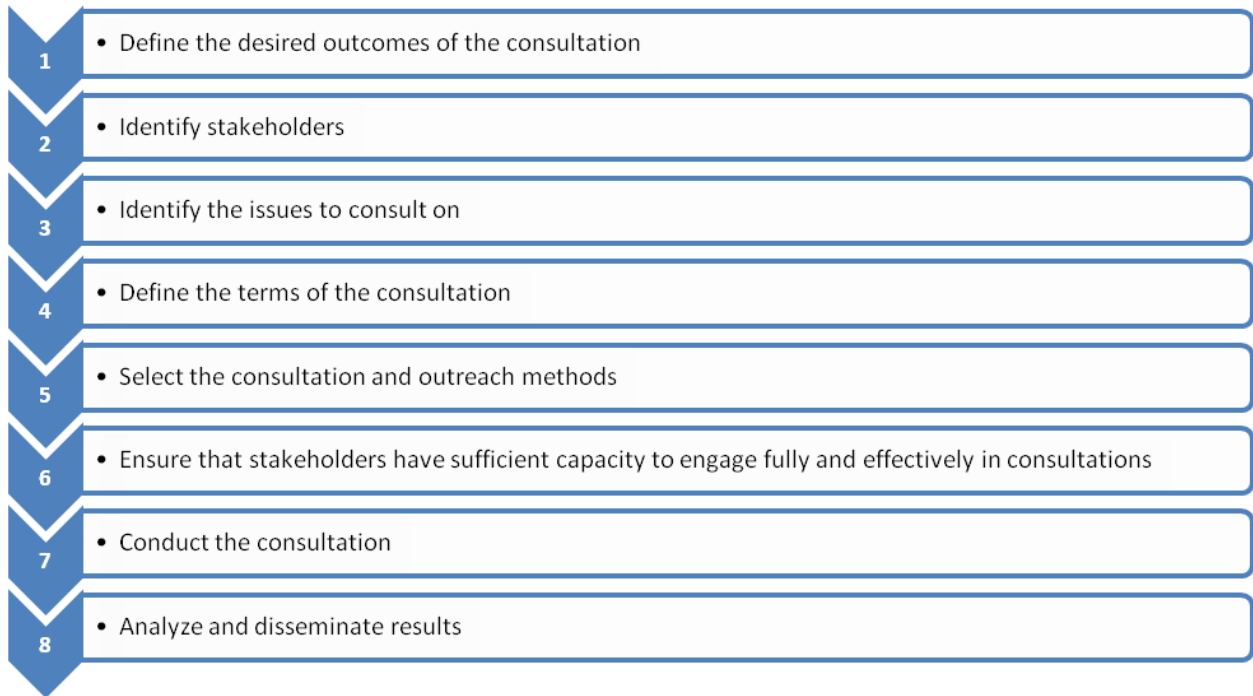 1
• Define the desired outcomes of the consultation
2
• Identify stakeholders
3
• Identify the issues to consult on
4
• Define the terms of the consultation
5
• Select the consultation and outreach methods
6
• Ensure that stakeholders have sufficient capacity to engage fully and effectively in consultations
7
• Conduct the consultation
8
• Analyze and disseminate results